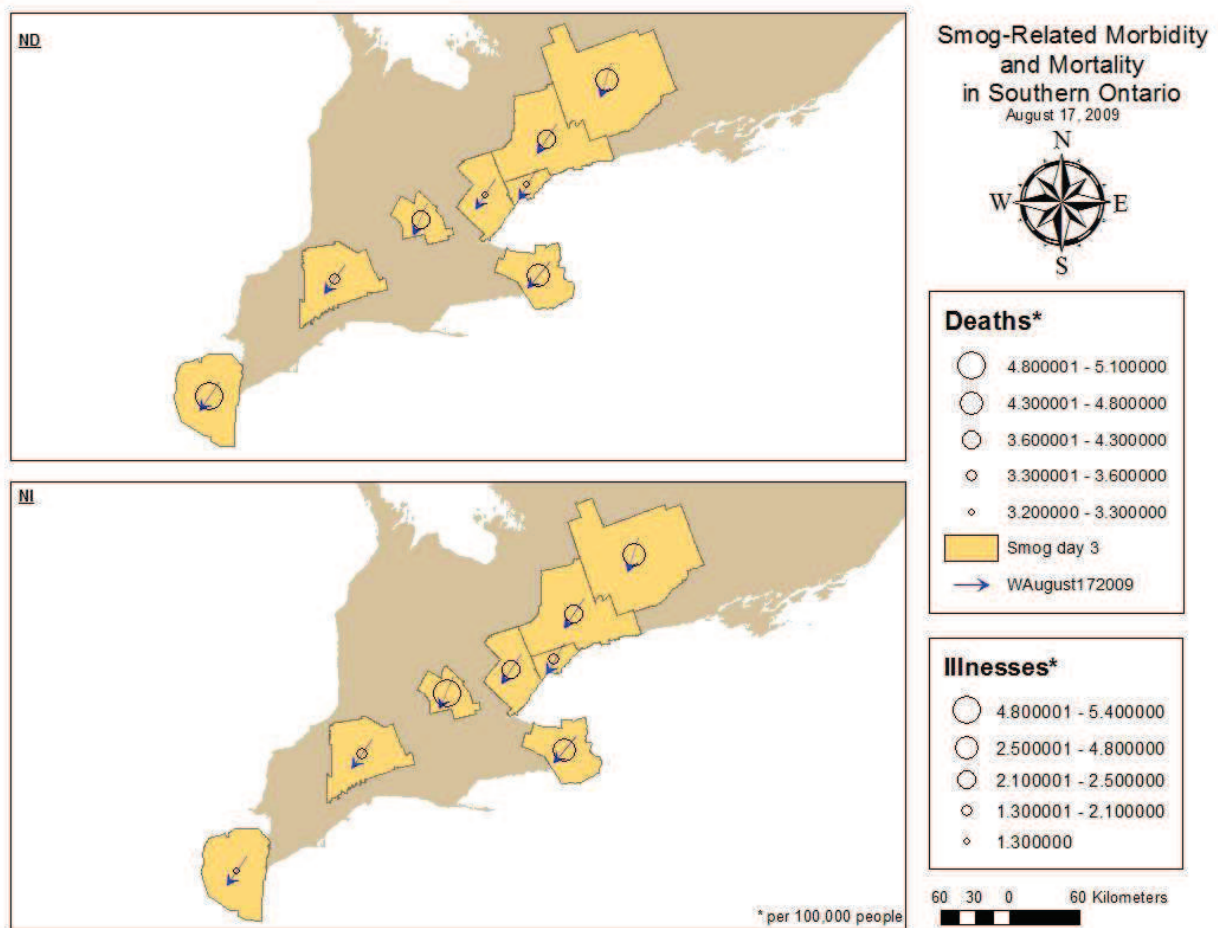 ND
Smog-Related Morbidity
and Mortality
in Southern Ontario
August 17, 2009
N
W E
S
Deaths*
4.800001 - 5.100000
4.300001 - 4.800000
3.600001 - 4.300000
3.300001 - 3.600000
3.200000 - 3.300000
Smog day 3
WAugust172009
NI
* per 100,000 people
Illnesses*
4.800001 - 5.400000
2.500001 - 4.800000
2.100001 - 2.500000
1.300001 - 2.100000
1.300000
60 30 0 60 Kilometers